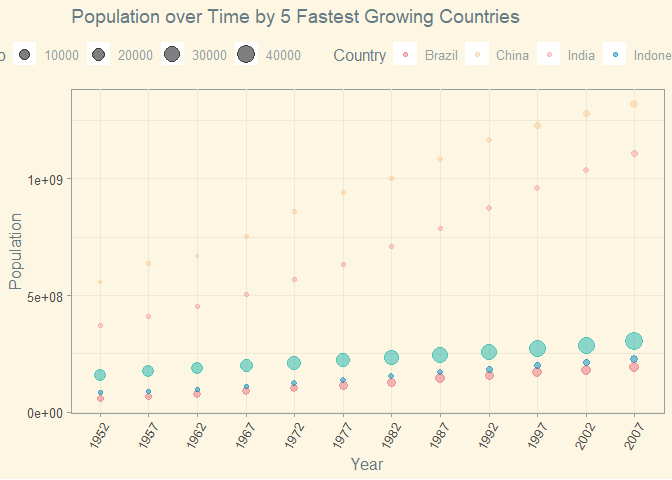 Population over Time by 5 Fastest Growing Countries
10000 20000 30000 40000 Country Brazil China India Indone
1e+09
5e+08
0e+00
Population
1952 1957 1962 1967 1972 1977 1982 1987 1992 1997 2002 2007
Year